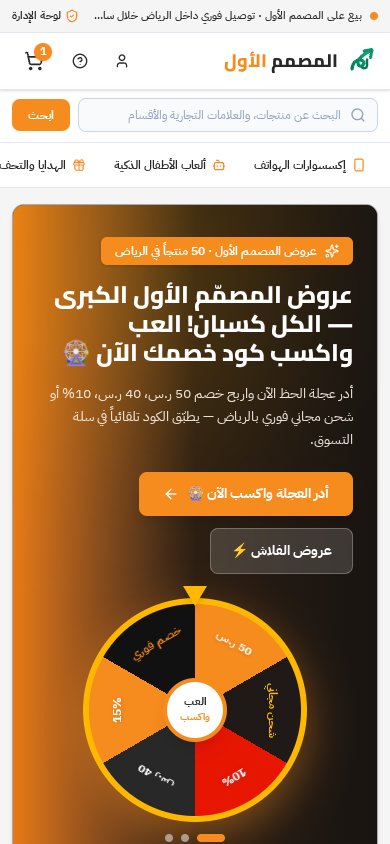 بيع على المصمم الأول · توصيل فوري داخل الرياض خلال سا...
لوحة الإدارة
المصمم الأول
1
البحث عن منتجات، والعلامات التجارية والأقسام
ابحث
إكسسوارات الهواتف
ألعاب الأطفال الذكية
الهدايا والتحف
عروض المصمم الأول · 50 منتجاً في الرياض
عروض المصمّم الأول الكبرى
— الكل كسبان! العب
واكسب كود خصمك الآن 🎡
أدر عجلة الحظ الآن واربح خصم 50 ر.س، 40 ر.س، 10% أو
شحن مجاني فوري بالرياض — يطبّق الكود تلقائياً في سلة
التسوق.
أدر العجلة واكسب الآن 🎡
عروض الفلاش ⚡
خصم فوري
50 ر.س
15%
العب
واكسب
شحن مجاني
40 ر.س
10%